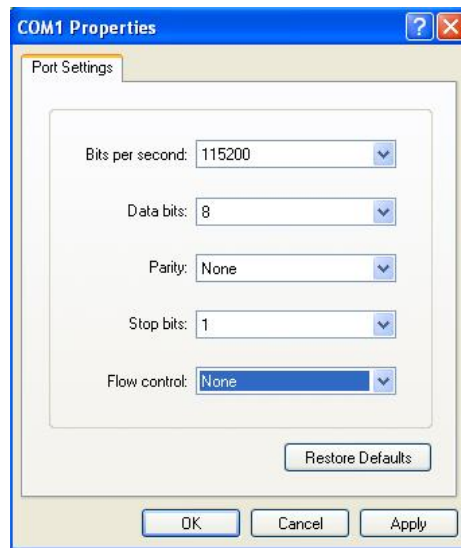 COM1 Properties
Port Settings
Bits per second: 115200
Data bits: 8
Parity: None
Stop bits: 1
Flow control: None
Restore Defaults
OK Cancel Apply